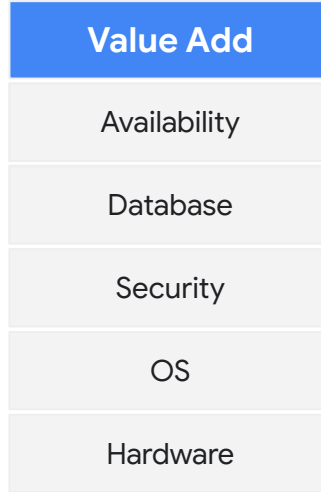 Value Add
Availability
Database
Security
OS
Hardware